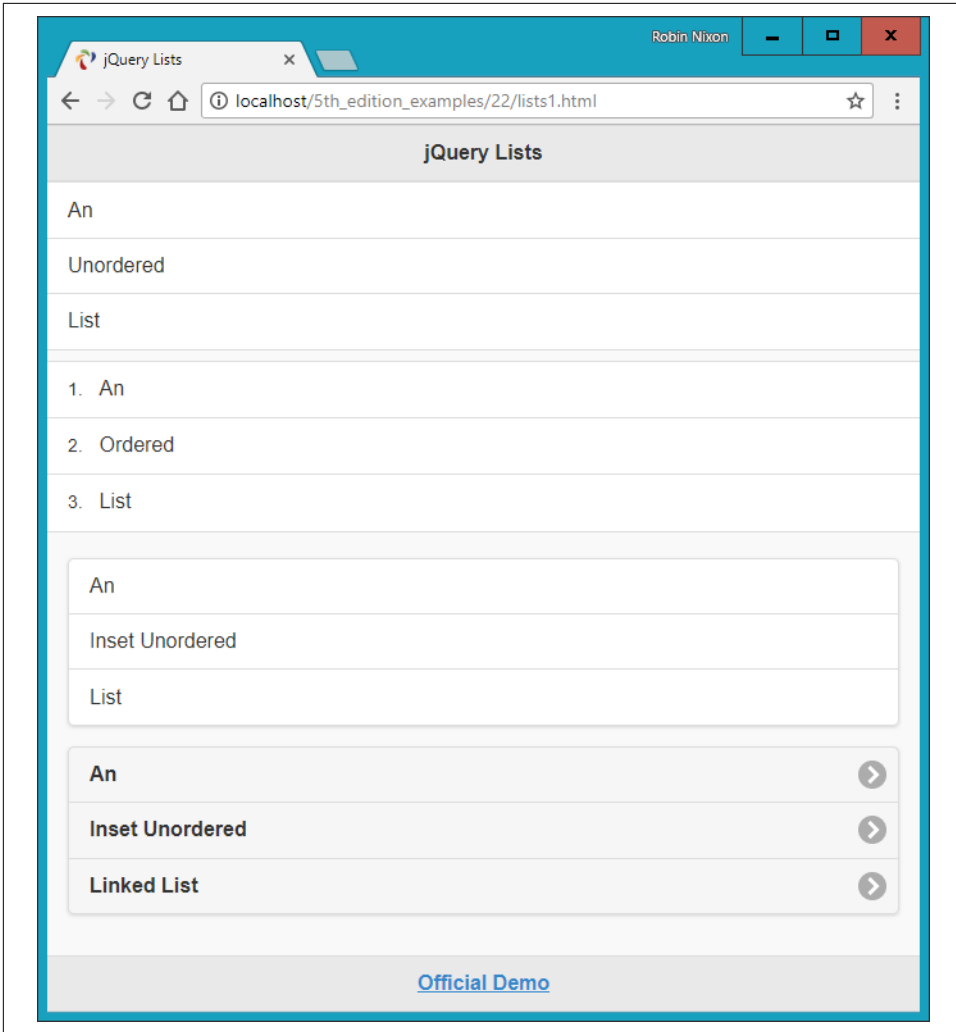 Robin Nixon
jQuery Lists
localhost/5th_edition_examples/22/lists1.html
jQuery Lists
An
Unordered
List
1. An
2. Ordered
3. List
An
Inset Unordered
List
An
Inset Unordered
Linked List
Official Demo